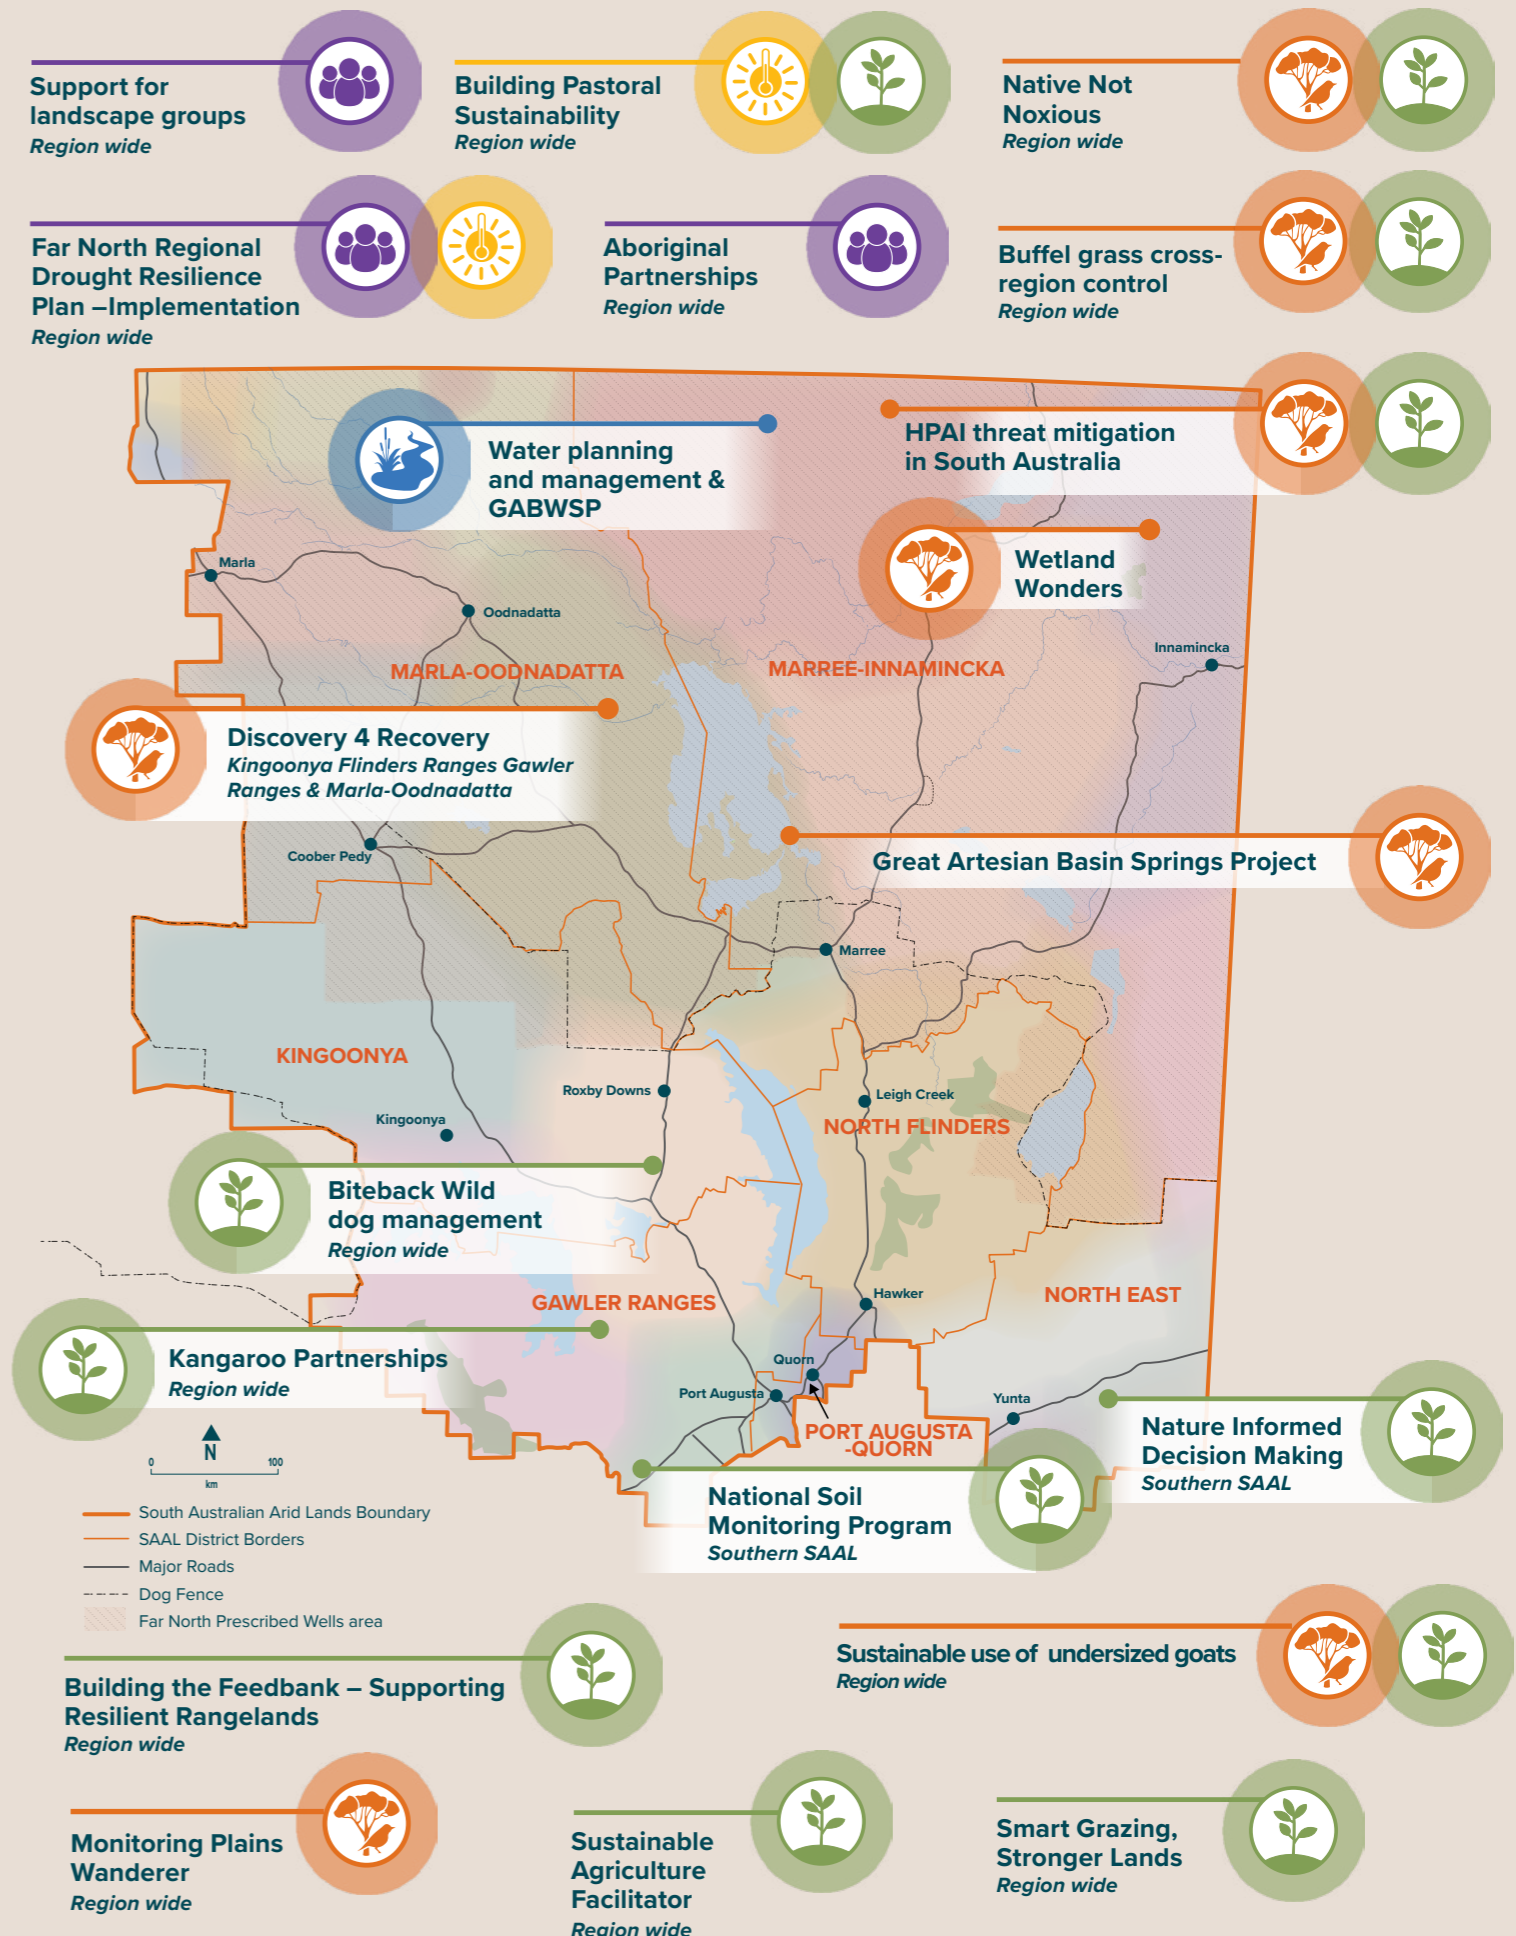 Support for
landscape groups
Region wide
Building Pastoral
Sustainability
Region wide
Native Not
Noxious
Region wide
Far North Regional
Drought Resilience
Plan –Implementation
Region wide
Aboriginal
Partnerships
Region wide
Buffel grass cross-
region control
Region wide
Water planning
and management &
GABWSP
HPAI threat mitigation
in South Australia
Wetland
Wonders
Marla
Oodnadatta
Innamincka
MARLA-OODNADATTA
MARREE-INNAMINCKA
Discovery 4 Recovery
Kingoonya Flinders Ranges Gawler
Ranges & Marla-Oodnadatta
Coober Pedy
Great Artesian Basin Springs Project
Marree
KINGOONYA
Roxby Downs
Leigh Creek
Kingoonya
NORTH FLINDERS
Biteback Wild
dog management
Region wide
GAWLER RANGES
Hawker
NORTH EAST
Kangaroo Partnerships
Region wide
Quorn
Port Augusta
Yunta
PORT AUGUSTA
-QUORN
Nature Informed
Decision Making
Southern SAAL
National Soil
Monitoring Program
Southern SAAL
N
0 100
km
South Australian Arid Lands Boundary
SAAL District Borders
Major Roads
Dog Fence
Far North Prescribed Wells area
Building the Feedbank – Supporting
Resilient Rangelands
Region wide
Sustainable use of undersized goats
Region wide
Monitoring Plains
Wanderer
Region wide
Sustainable
Agriculture
Facilitator
Region wide
Smart Grazing,
Stronger Lands
Region wide